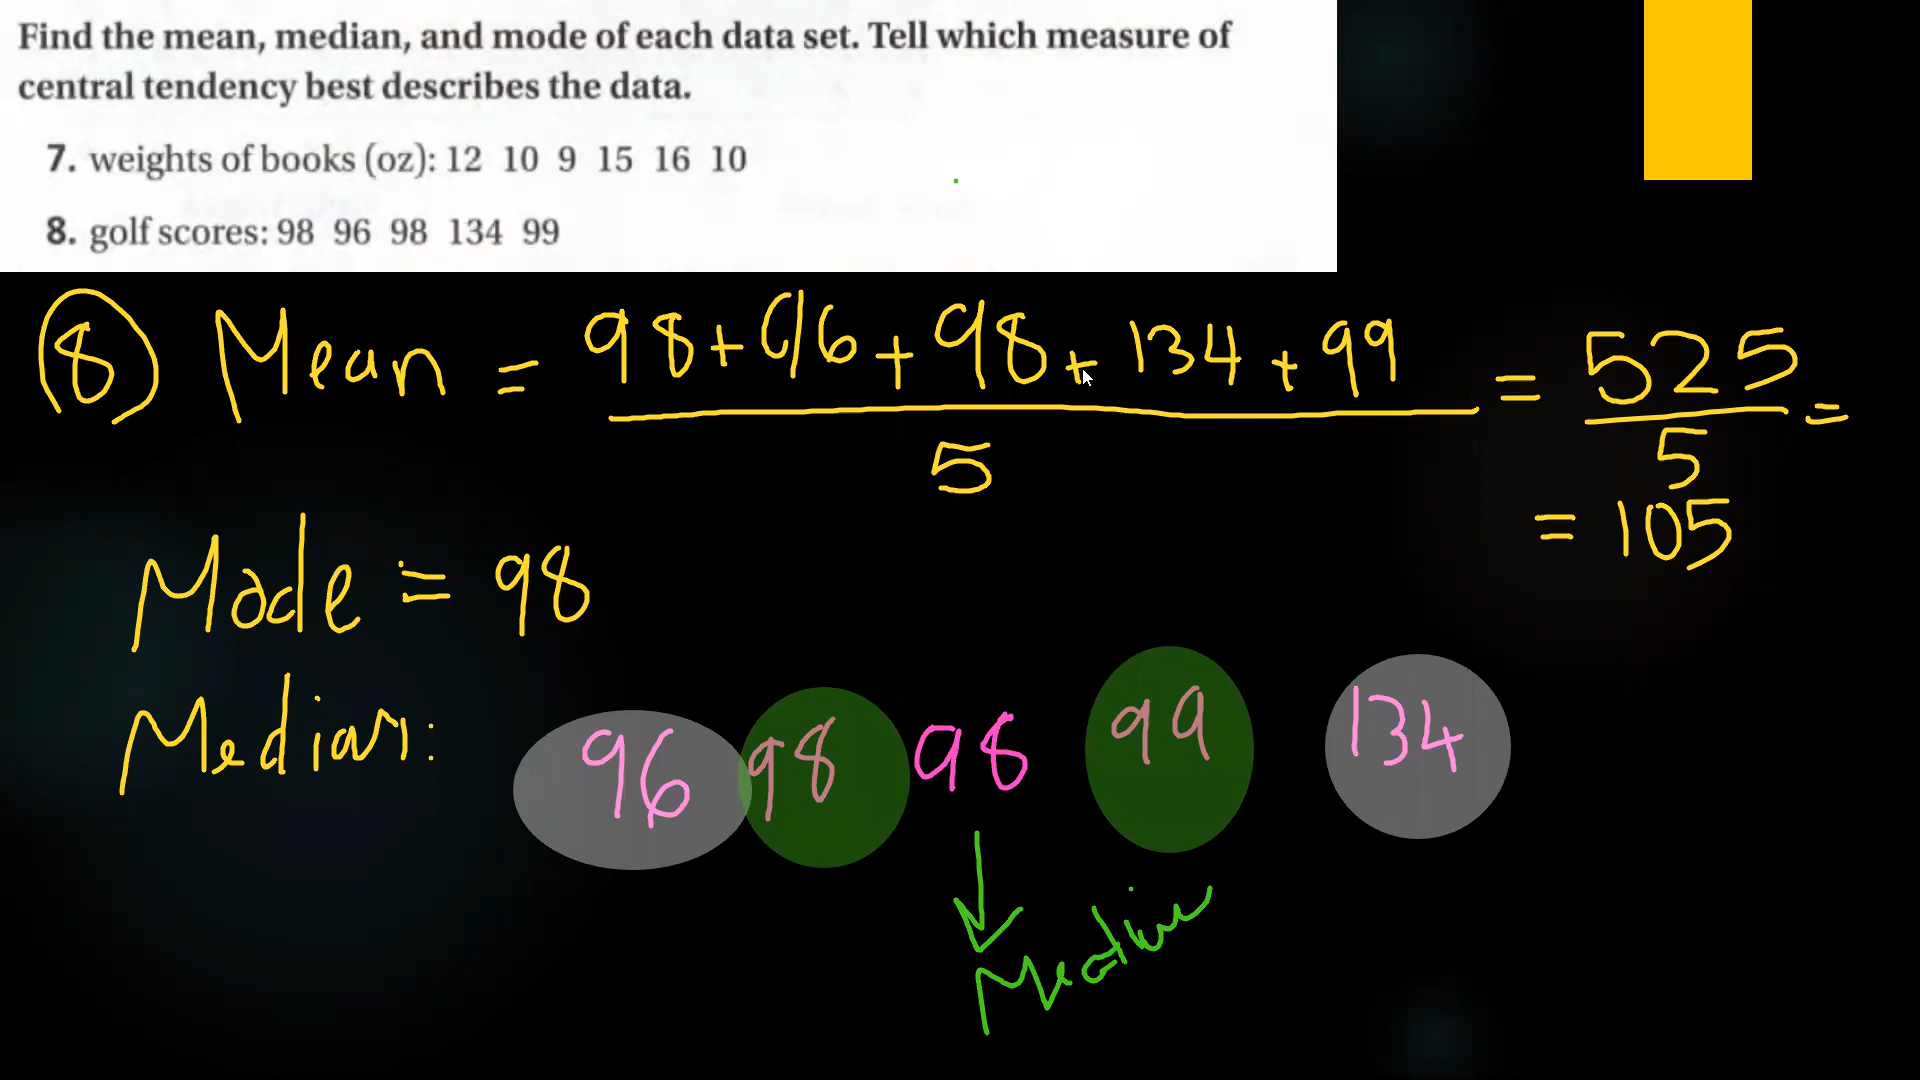 Find the mean, median, and mode of each data set. Tell which measure of
central tendency best describes the data.
7. weights of books (oz): 12 10 9 15 16 10
8. golf scores: 98 96 98 134 99
8 Mean = 98 + 96 + 98 + 134 + 99 = 525 =
5 5
= 105
Mode = 98
Median: 96 98 98 99 134
Median